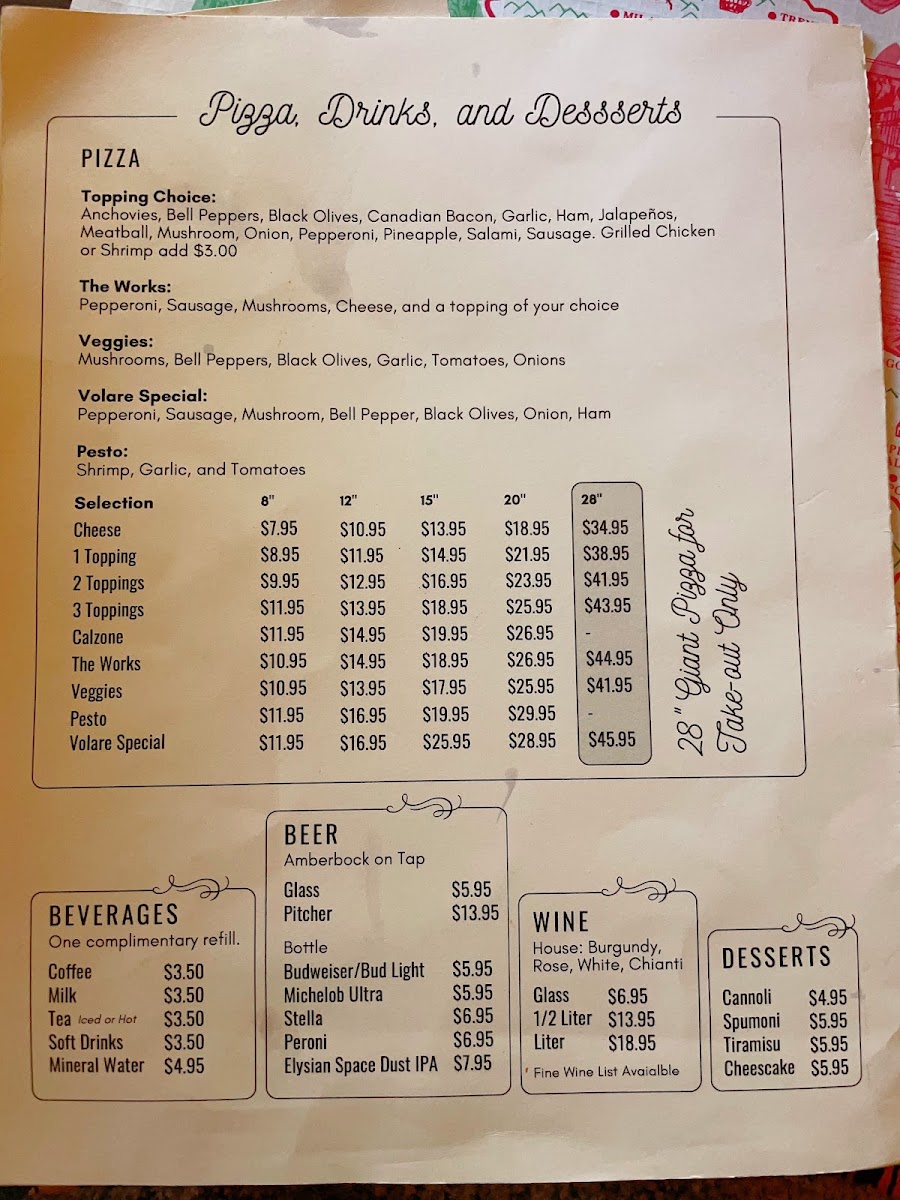 Pizza, Drinks, and Dessserts
PIZZA
Topping Choice:
Anchovies, Bell Peppers, Black Olives, Canadian Bacon, Garlic, Ham, Jalapeños,
Meatball, Mushroom, Onion, Pepperoni, Pineapple, Salami, Sausage. Grilled Chicken
or Shrimp add $3.00
The Works:
Pepperoni, Sausage, Mushrooms, Cheese, and a topping of your choice
Veggies:
Mushrooms, Bell Peppers, Black Olives, Garlic, Tomatoes, Onions
Volare Special:
Pepperoni, Sausage, Mushroom, Bell Pepper, Black Olives, Onion, Ham
Pesto:
Shrimp, Garlic, and Tomatoes
Selection 8" 12" 15" 20" 28"
Cheese $7.95 $10.95 $13.95 $18.95 $34.95
1 Topping $8.95 $11.95 $14.95 $21.95 $38.95
2 Toppings $9.95 $12.95 $16.95 $23.95 $41.95
3 Toppings $11.95 $13.95 $18.95 $25.95 $43.95
Calzone $11.95 $14.95 $19.95 $26.95 -
The Works $10.95 $14.95 $18.95 $26.95 $44.95
Veggies $10.95 $13.95 $17.95 $25.95 $41.95
Pesto $11.95 $16.95 $19.95 $29.95 -
Volare Special $11.95 $16.95 $25.95 $28.95 $45.95
28" Giant Pizza for
Take-out Only
BEVERAGES
One complimentary refill.
Coffee $3.50
Milk $3.50
Tea Iced or Hot $3.50
Soft Drinks $3.50
Mineral Water $4.95
BEER
Amberbock on Tap
Glass $5.95
Pitcher $13.95
Bottle
Budweiser/Bud Light $5.95
Michelob Ultra $5.95
Stella $6.95
Peroni $6.95
Elysian Space Dust IPA $7.95
WINE
House: Burgundy,
Rose, White, Chianti
Glass $6.95
1/2 Liter $13.95
Liter $18.95
' Fine Wine List Avaialble
DESSERTS
Cannoli $4.95
Spumoni $5.95
Tiramisu $5.95
Cheescake $5.95